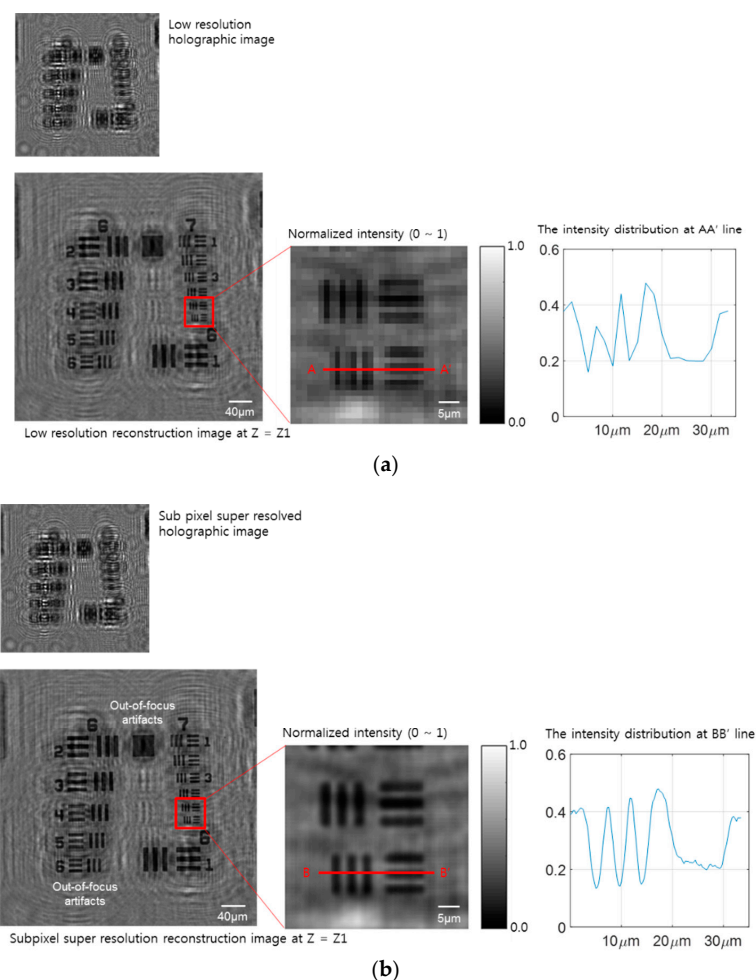 Low resolution
holographic image
6
7
2
1
3
3
4
5
6
6
1
40μm
Low resolution reconstruction image at Z = Z1
Normalized intensity (0 ~ 1)
A
A'
5μm
1.0
0.0
The intensity distribution at AA' line
0.6
0.4
0.2
0
10μm
20μm
30μm
(a)
Sub pixel super resolved
holographic image
Out-of-focus
artifacts
6
7
2
1
3
3
4
5
6
6
1
Out-of-focus
artifacts
40μm
Subpixel super resolution reconstruction image at Z = Z1
Normalized intensity (0 ~ 1)
B
B'
5μm
1.0
0.0
The intensity distribution at BB' line
0.6
0.4
0.2
0
10μm
20μm
30μm
(b)